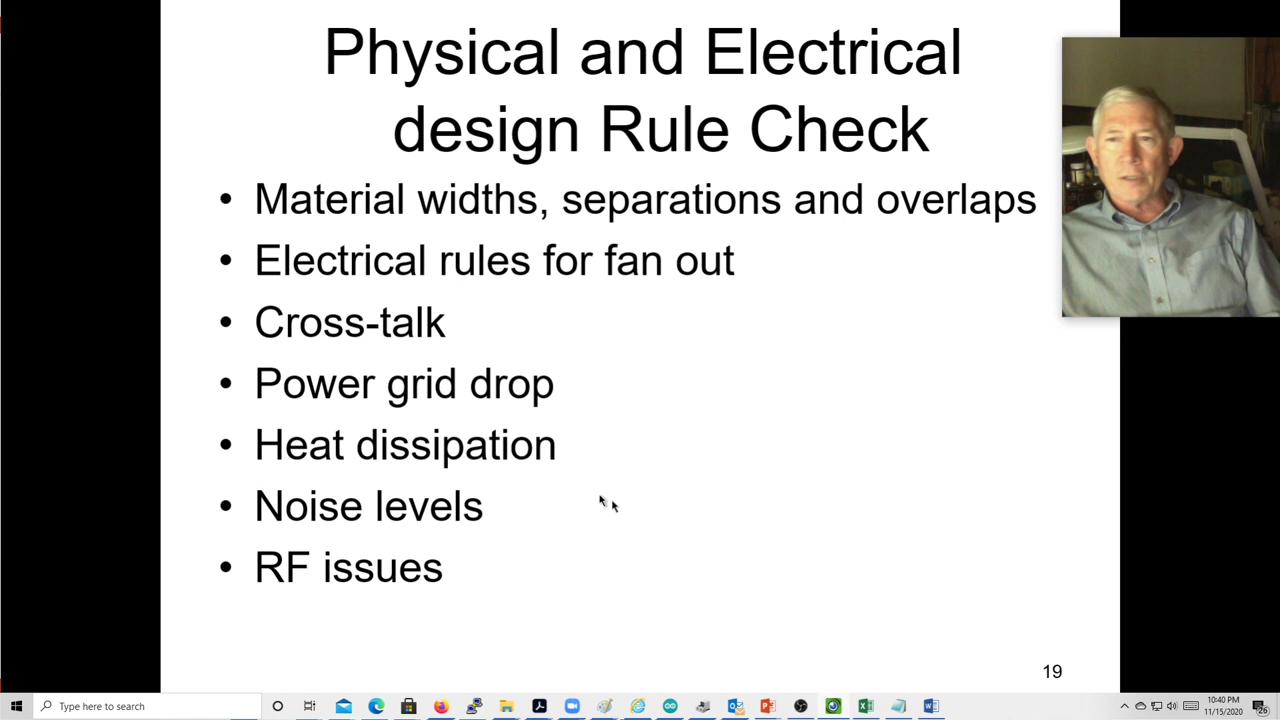 Physical and Electrical
design Rule Check
• Material widths, separations and overlaps
• Electrical rules for fan out
• Cross-talk
• Power grid drop
• Heat dissipation
• Noise levels
• RF issues
19
Type here to search
10:40 PM
11/15/2020
26